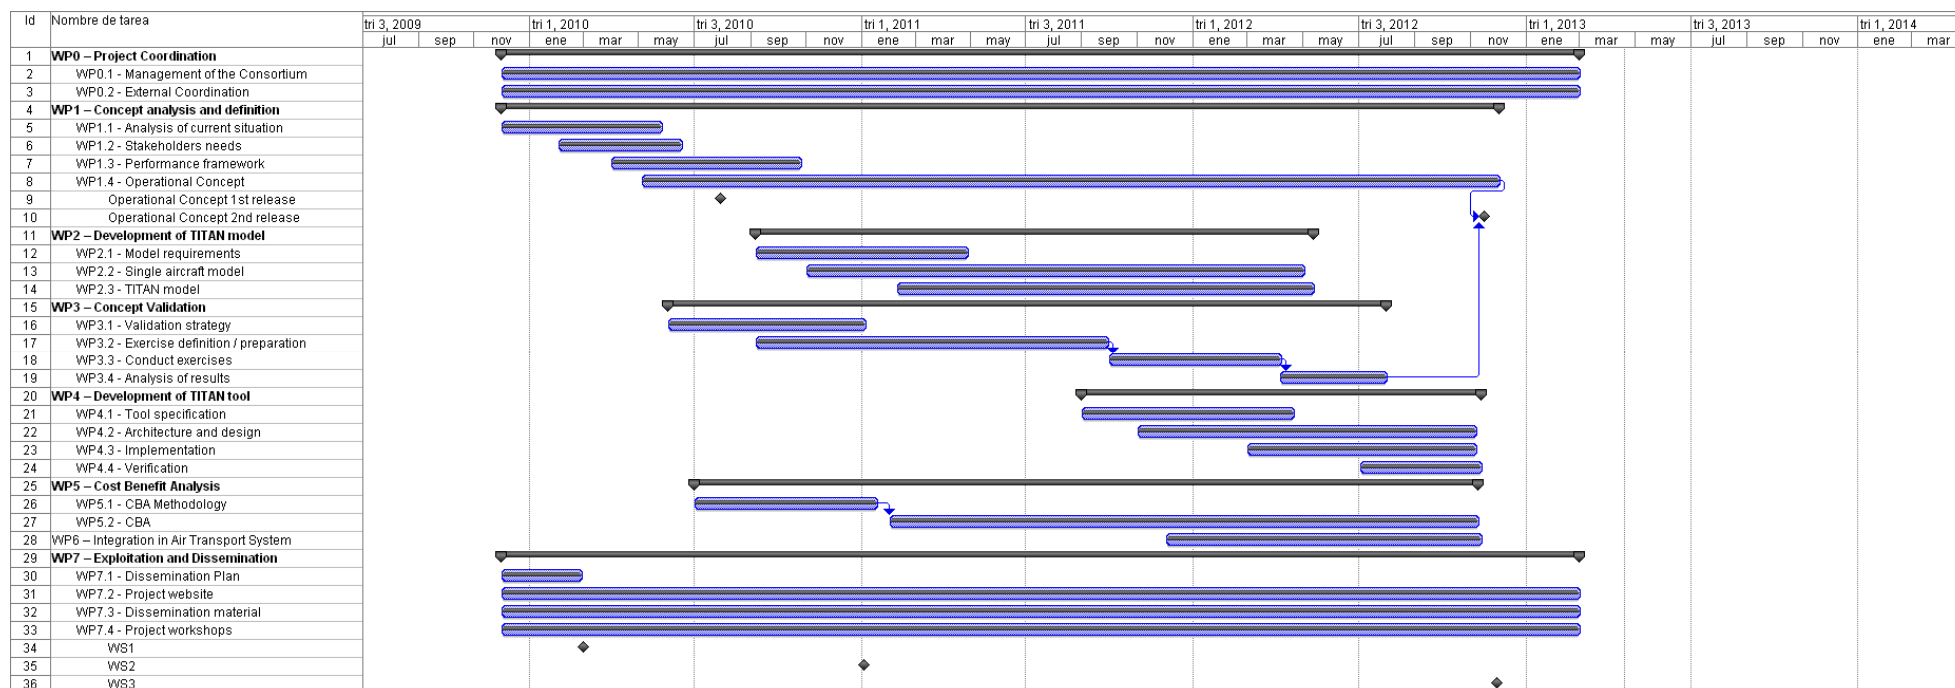 Id Nombre de tarea tri 3, 2009 tri 1, 2010 tri 3, 2010 tri 1, 2011 tri 3, 2011 tri 1, 2012 tri 3, 2012 tri 1, 2013 tri 3, 2013 tri 1, 2014
jul sep nov ene mar may jul sep nov ene mar may jul sep nov ene mar may jul sep nov ene mar may jul sep nov ene mar
1 WP0 – Project Coordination
2 WP0.1 - Management of the Consortium
3 WP0.2 - External Coordination
4 WP1 – Concept analysis and definition
5 WP1.1 - Analysis of current situation
6 WP1.2 - Stakeholders needs
7 WP1.3 - Performance framework
8 WP1.4 - Operational Concept
9 Operational Concept 1st release
10 Operational Concept 2nd release
11 WP2 – Development of TITAN model
12 WP2.1 - Model requirements
13 WP2.2 - Single aircraft model
14 WP2.3 - TITAN model
15 WP3 – Concept Validation
16 WP3.1 - Validation strategy
17 WP3.2 - Exercise definition / preparation
18 WP3.3 - Conduct exercises
19 WP3.4 - Analysis of results
20 WP4 – Development of TITAN tool
21 WP4.1 - Tool specification
22 WP4.2 - Architecture and design
23 WP4.3 - Implementation
24 WP4.4 - Verification
25 WP5 – Cost Benefit Analysis
26 WP5.1 - CBA Methodology
27 WP5.2 - CBA
28 WP6 – Integration in Air Transport System
29 WP7 – Exploitation and Dissemination
30 WP7.1 - Dissemination Plan
31 WP7.2 - Project website
32 WP7.3 - Dissemination material
33 WP7.4 - Project workshops
34 WS1
35 WS2
36 WS3